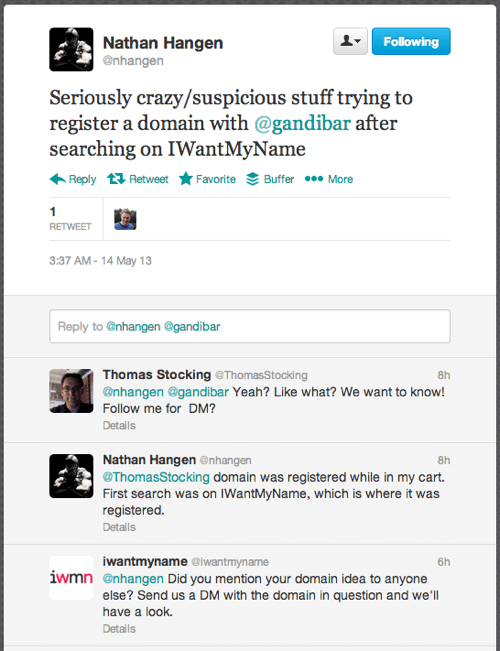 Nathan Hangen
@nhangen
Following
Seriously crazy/suspicious stuff trying to
register a domain with @gandibar after
searching on IWantMyName
Reply Retweet Favorite Buffer More
1
RETWEET
3:37 AM - 14 May 13
Reply to @nhangen @gandibar
Thomas Stocking @ThomasStocking 8h
@nhangen @gandibar Yeah? Like what? We want to know!
Follow me for DM?
Details
Nathan Hangen @nhangen 8h
@ThomasStocking domain was registered while in my cart.
First search was on IWantMyName, which is where it was
registered.
Details
iwmn
iwantmyname @iwantmyname 6h
@nhangen Did you mention your domain idea to anyone
else? Send us a DM with the domain in question and we'll
have a look.
Details